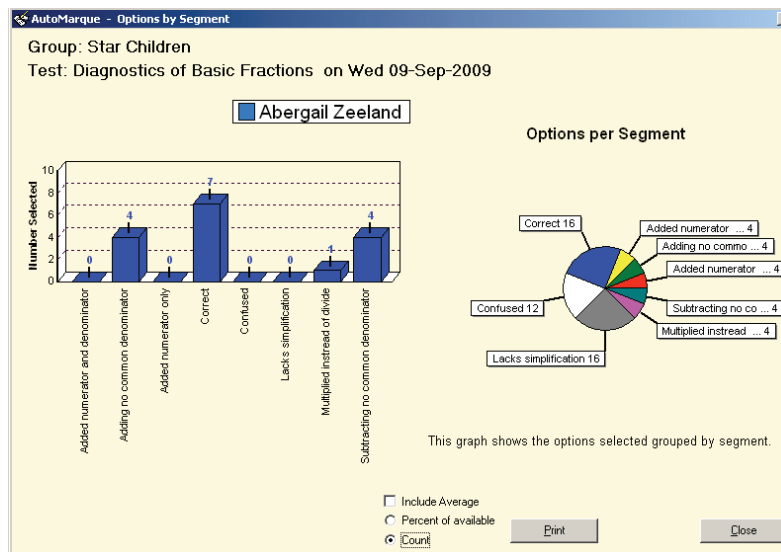 AutoMarque - Options by Segment
Group: Star Children
Test: Diagnostics of Basic Fractions on Wed 09-Sep-2009
Abergail Zeeland
Number Selected
10
8
6
4
2
0
0
4
0
7
0
0
1
4
Added numerator and denominator
Adding no common denominator
Added numerator only
Correct
Confused
Lacks simplification
Multiplied instread of divide
Subtracting no common denominator
Options per Segment
Correct 16
Added numerator ... 4
Adding no commo ... 4
Added numerator ... 4
Subtracting no co ... 4
Multiplied instread ... 4
Confused 12
Lacks simplification 16
This graph shows the options selected grouped by segment.
Include Average
Percent of available
Count
Print
Close